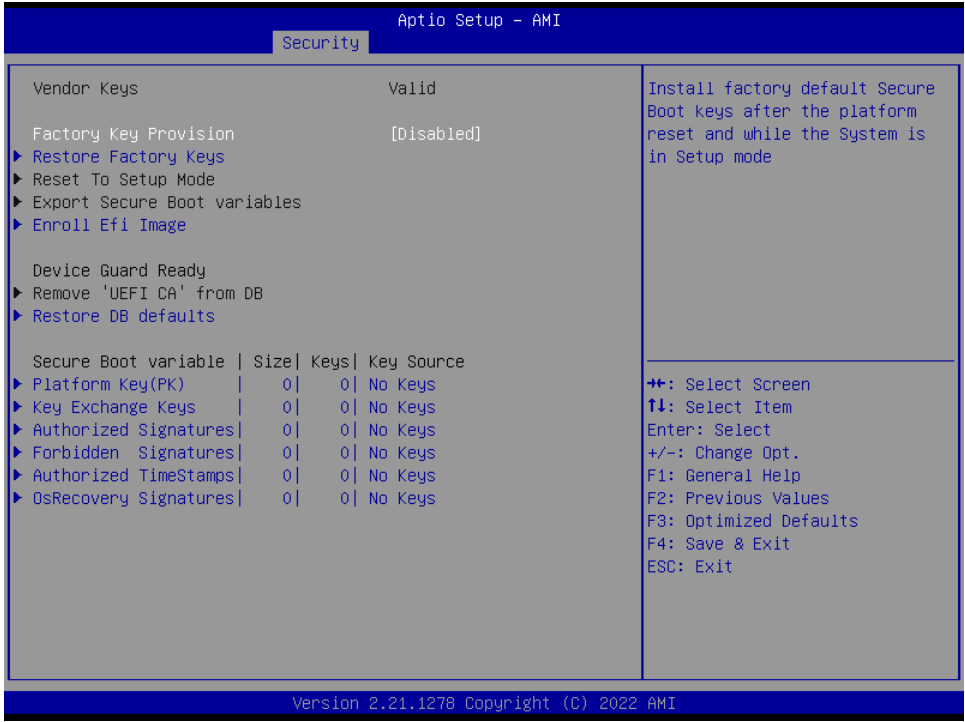 Aptio Setup – AMI
Security
Vendor Keys Valid
Factory Key Provision [Disabled]
Restore Factory Keys
Reset To Setup Mode
Export Secure Boot variables
Enroll Efi Image
Device Guard Ready
Remove 'UEFI CA' from DB
Restore DB defaults
Secure Boot variable | Size| Keys| Key Source
Platform Key(PK) | 0| 0| No Keys
Key Exchange Keys | 0| 0| No Keys
Authorized Signatures| 0| 0| No Keys
Forbidden Signatures| 0| 0| No Keys
Authorized TimeStamps| 0| 0| No Keys
OsRecovery Signatures| 0| 0| No Keys
Install factory default Secure
Boot keys after the platform
reset and while the System is
in Setup mode
→←: Select Screen
↑↓: Select Item
Enter: Select
+/-: Change Opt.
F1: General Help
F2: Previous Values
F3: Optimized Defaults
F4: Save & Exit
ESC: Exit
Version 2.21.1278 Copyright (C) 2022 AMI